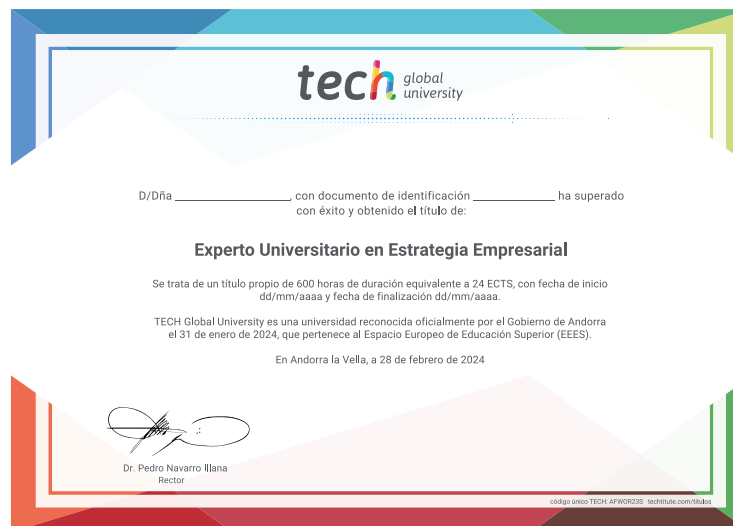 tech global university
D/Dña ____________________, con documento de identificación ______________ ha superado
con éxito y obtenido el título de:
Experto Universitario en Estrategia Empresarial
Se trata de un título propio de 600 horas de duración equivalente a 24 ECTS, con fecha de inicio
dd/mm/aaaa y fecha de finalización dd/mm/aaaa.
TECH Global University es una universidad reconocida oficialmente por el Gobierno de Andorra
el 31 de enero de 2024, que pertenece al Espacio Europeo de Educación Superior (EEES).
En Andorra la Vella, a 28 de febrero de 2024
Dr. Pedro Navarro Illana
Rector
código único TECH: AFWOR23S techtitute.com/titulos